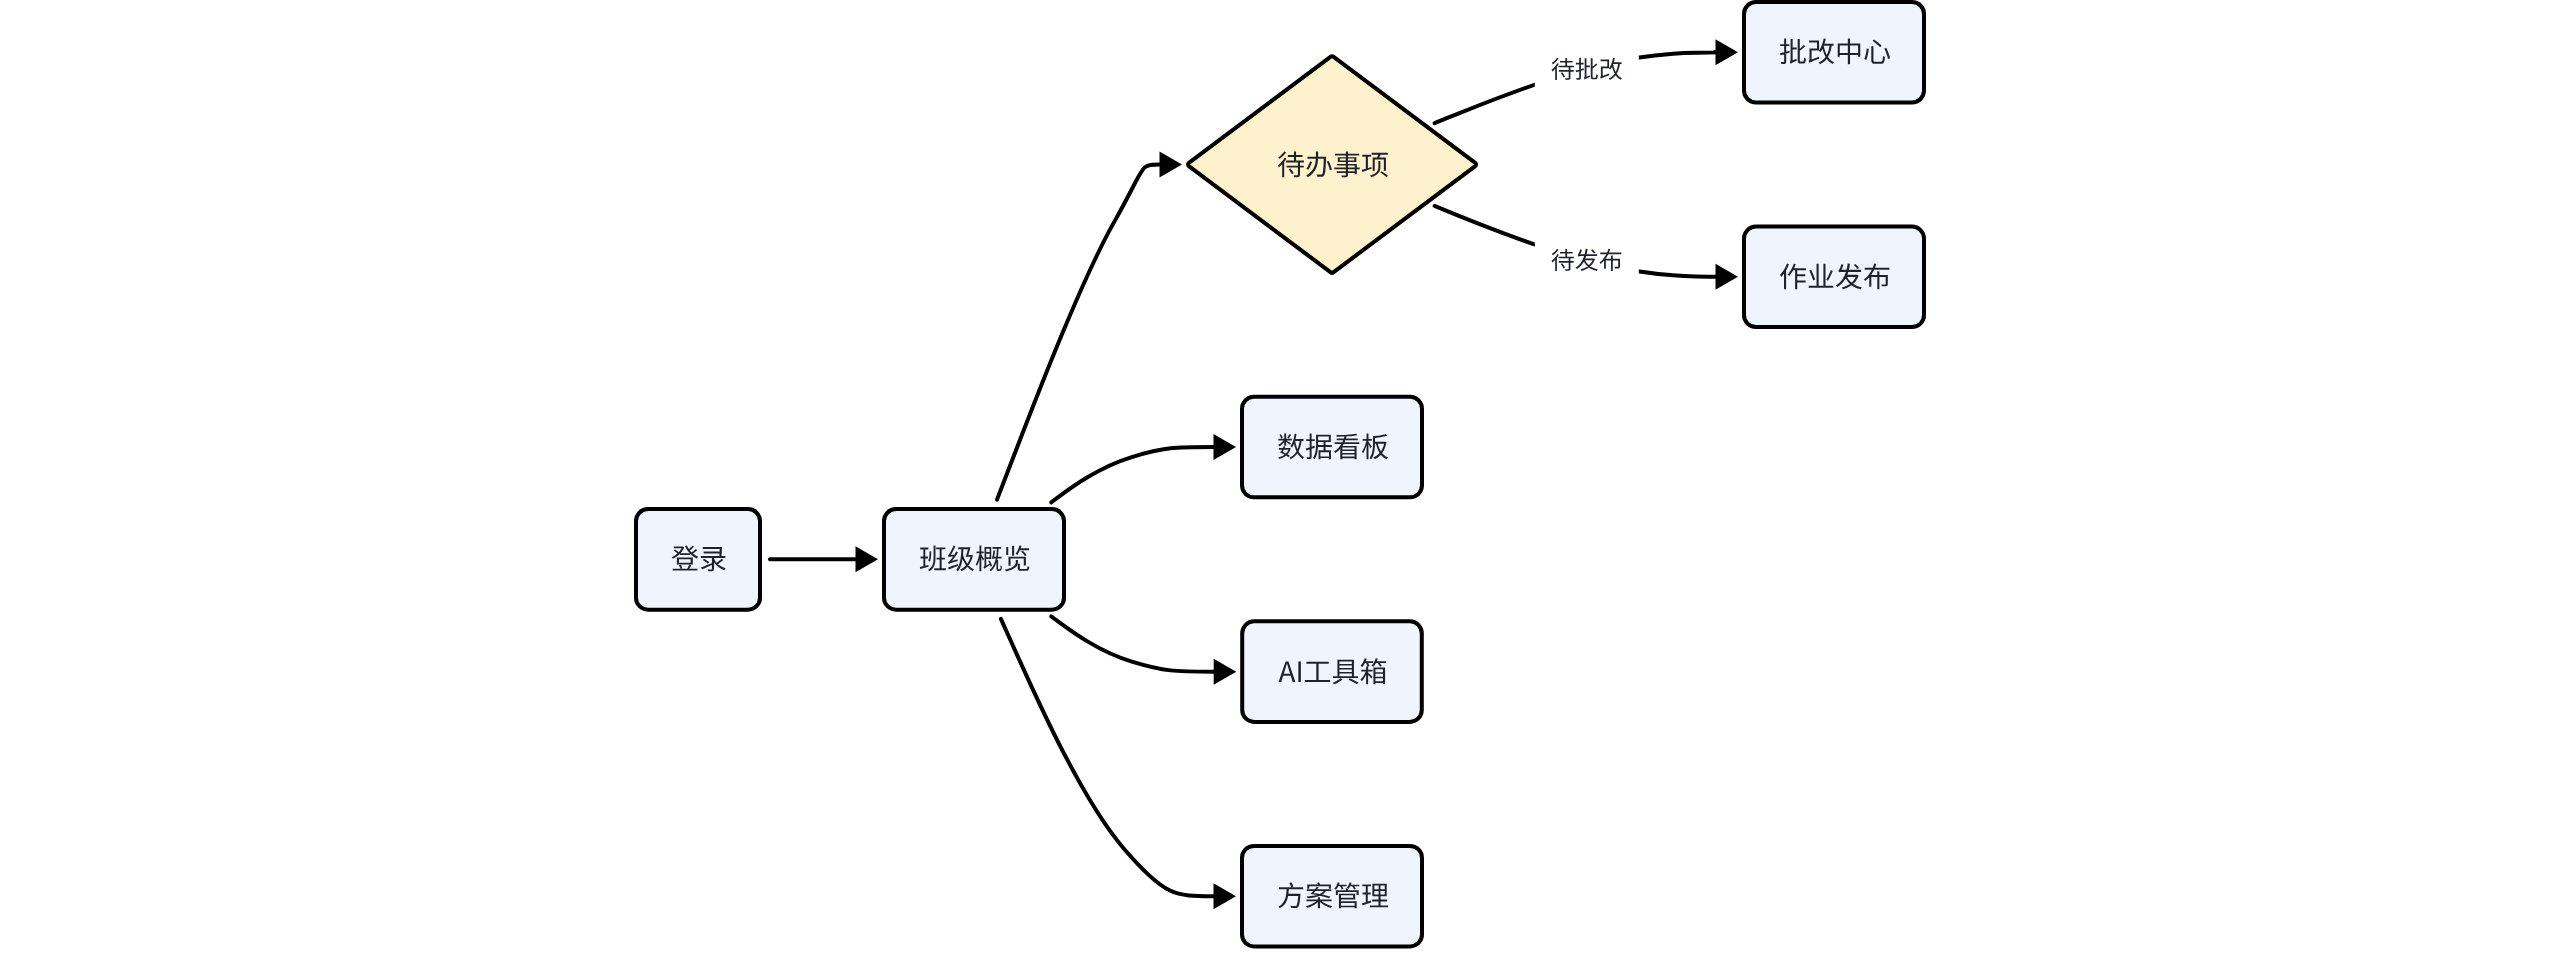 登录
班级概览
待办事项
待批改
批改中心
待发布
作业发布
数据看板
AI工具箱
方案管理